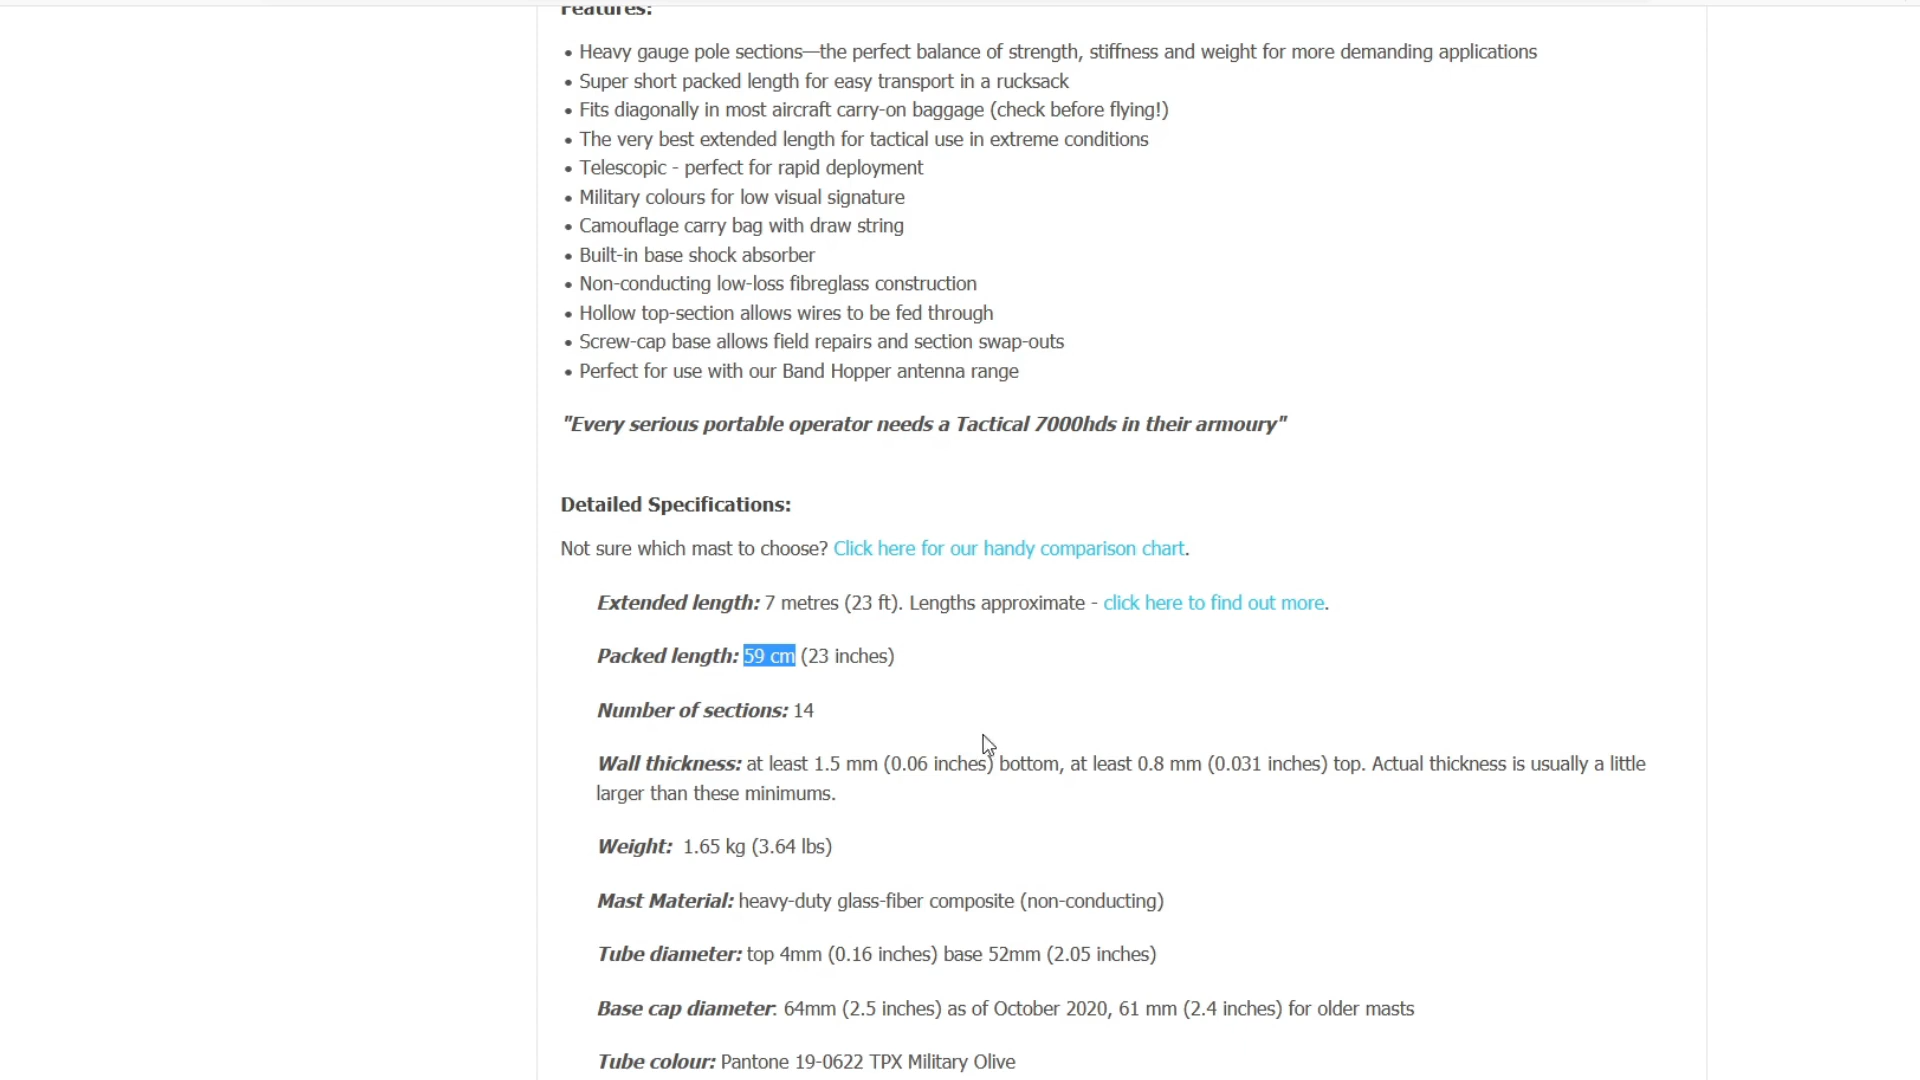 Features:
• Heavy gauge pole sections—the perfect balance of strength, stiffness and weight for more demanding applications
• Super short packed length for easy transport in a rucksack
• Fits diagonally in most aircraft carry-on baggage (check before flying!)
• The very best extended length for tactical use in extreme conditions
• Telescopic - perfect for rapid deployment
• Military colours for low visual signature
• Camouflage carry bag with draw string
• Built-in base shock absorber
• Non-conducting low-loss fibreglass construction
• Hollow top-section allows wires to be fed through
• Screw-cap base allows field repairs and section swap-outs
• Perfect for use with our Band Hopper antenna range
"Every serious portable operator needs a Tactical 7000hds in their armoury"
Detailed Specifications:
Not sure which mast to choose? Click here for our handy comparison chart.
Extended length: 7 metres (23 ft). Lengths approximate - click here to find out more.
Packed length: 59 cm (23 inches)
Number of sections: 14
Wall thickness: at least 1.5 mm (0.06 inches) bottom, at least 0.8 mm (0.031 inches) top. Actual thickness is usually a little
larger than these minimums.
Weight: 1.65 kg (3.64 lbs)
Mast Material: heavy-duty glass-fiber composite (non-conducting)
Tube diameter: top 4mm (0.16 inches) base 52mm (2.05 inches)
Base cap diameter: 64mm (2.5 inches) as of October 2020, 61 mm (2.4 inches) for older masts
Tube colour: Pantone 19-0622 TPX Military Olive